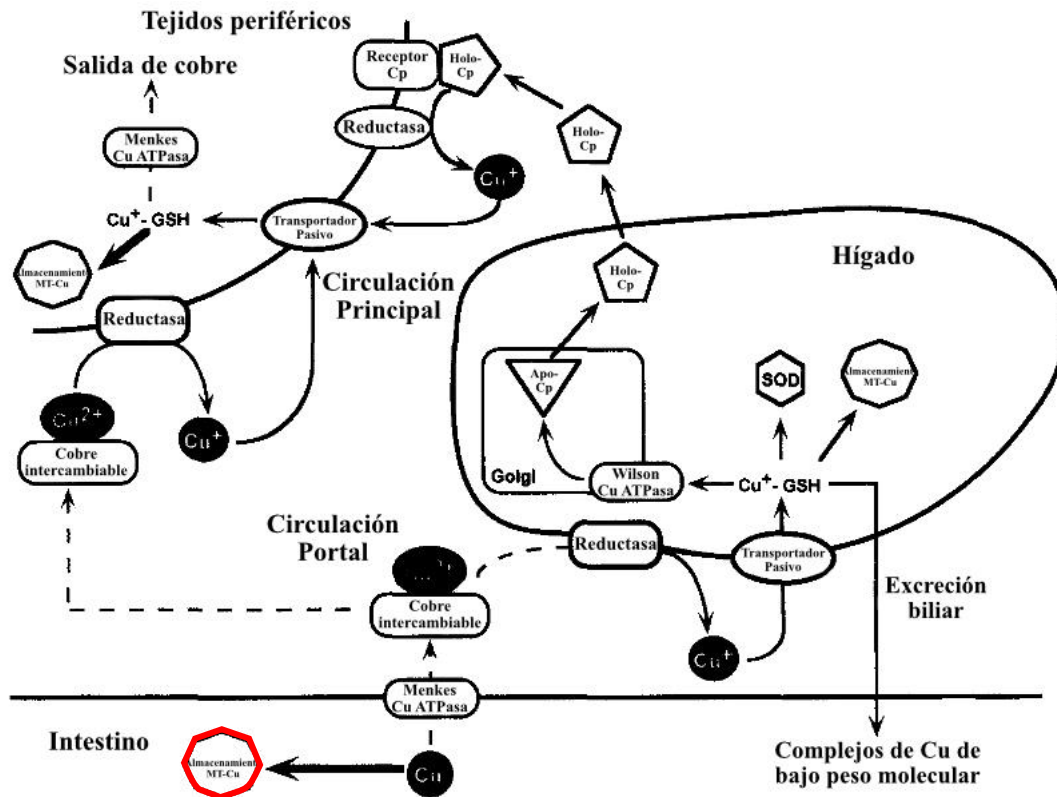 Tejidos periféricos
Salida de cobre
Receptor
Cp
Holo-
Cp
Menkes
Cu ATPasa
Reductasa
Holo-
Cp
Cu+
Cu+- GSH
Transportador
Pasivo
Almacenamient
MT-Cu
Circulación
Principal
Hígado
Holo-
Cp
Reductasa
Apo-
Cp
SOD
Almacenamient
MT-Cu
Cu2+
Cu+
Cobre
intercambiable
Golgi
Wilson
Cu ATPasa
Cu+- GSH
Circulación
Portal
Reductasa
Transportador
Pasivo
Excreción
biliar
Cobre
intercambiable
Cu+
Menkes
Cu ATPasa
Intestino
Almacenamient
MT-Cu
Cu
Complejos de Cu de
bajo peso molecular